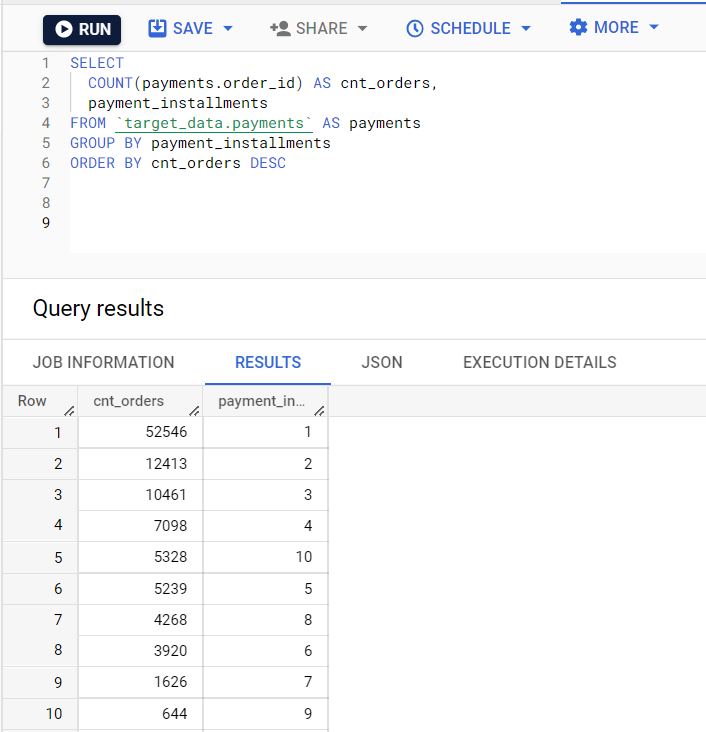 RUN SAVE SHARE SCHEDULE MORE
1 SELECT
2 COUNT(payments.order_id) AS cnt_orders,
3 payment_installments
4 FROM `target_data.payments` AS payments
5 GROUP BY payment_installments
6 ORDER BY cnt_orders DESC
7
8
9
Query results
JOB INFORMATION RESULTS JSON EXECUTION DETAILS
Row cnt_orders payment_in...
1 52546 1
2 12413 2
3 10461 3
4 7098 4
5 5328 10
6 5239 5
7 4268 8
8 3920 6
9 1626 7
10 644 9